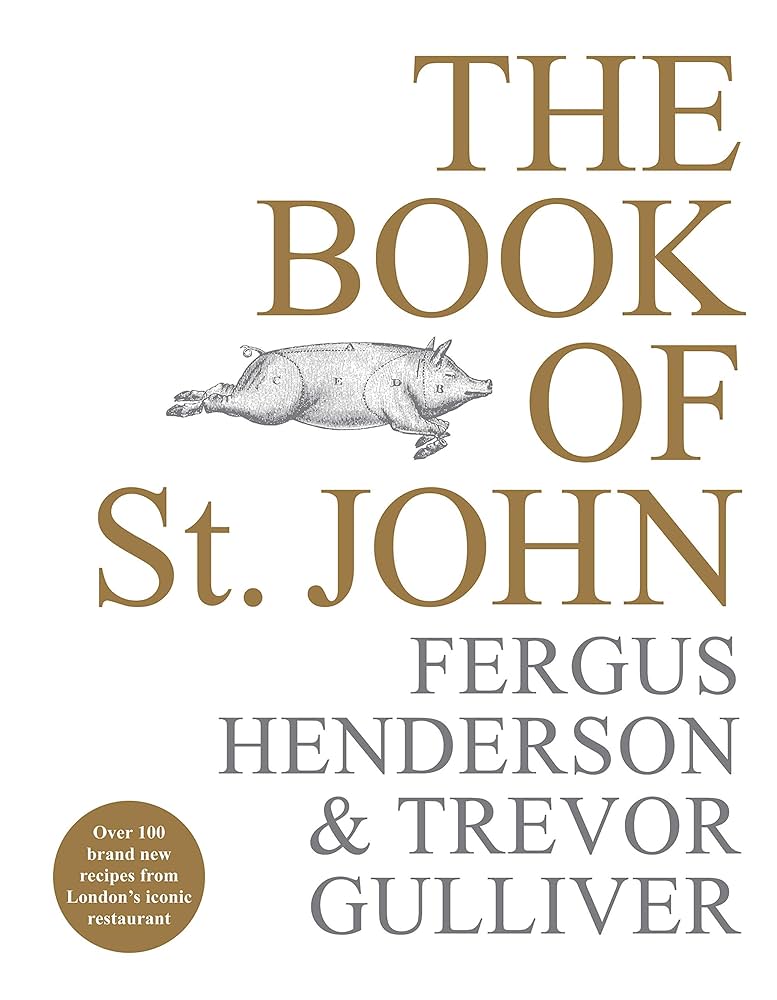 THE
BOOK
OF
St. JOHN
A
C E D B
FERGUS
HENDERSON
& TREVOR
GULLIVER
Over 100
brand new
recipes from
London’s iconic
restaurant